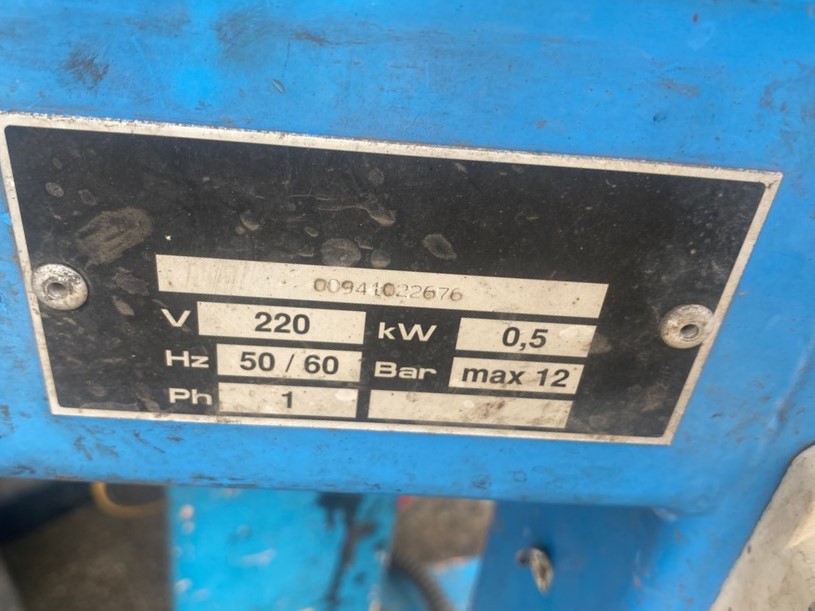 00941022676
V 220 kW 0,5
Hz 50 / 60 Bar max 12
Ph 1